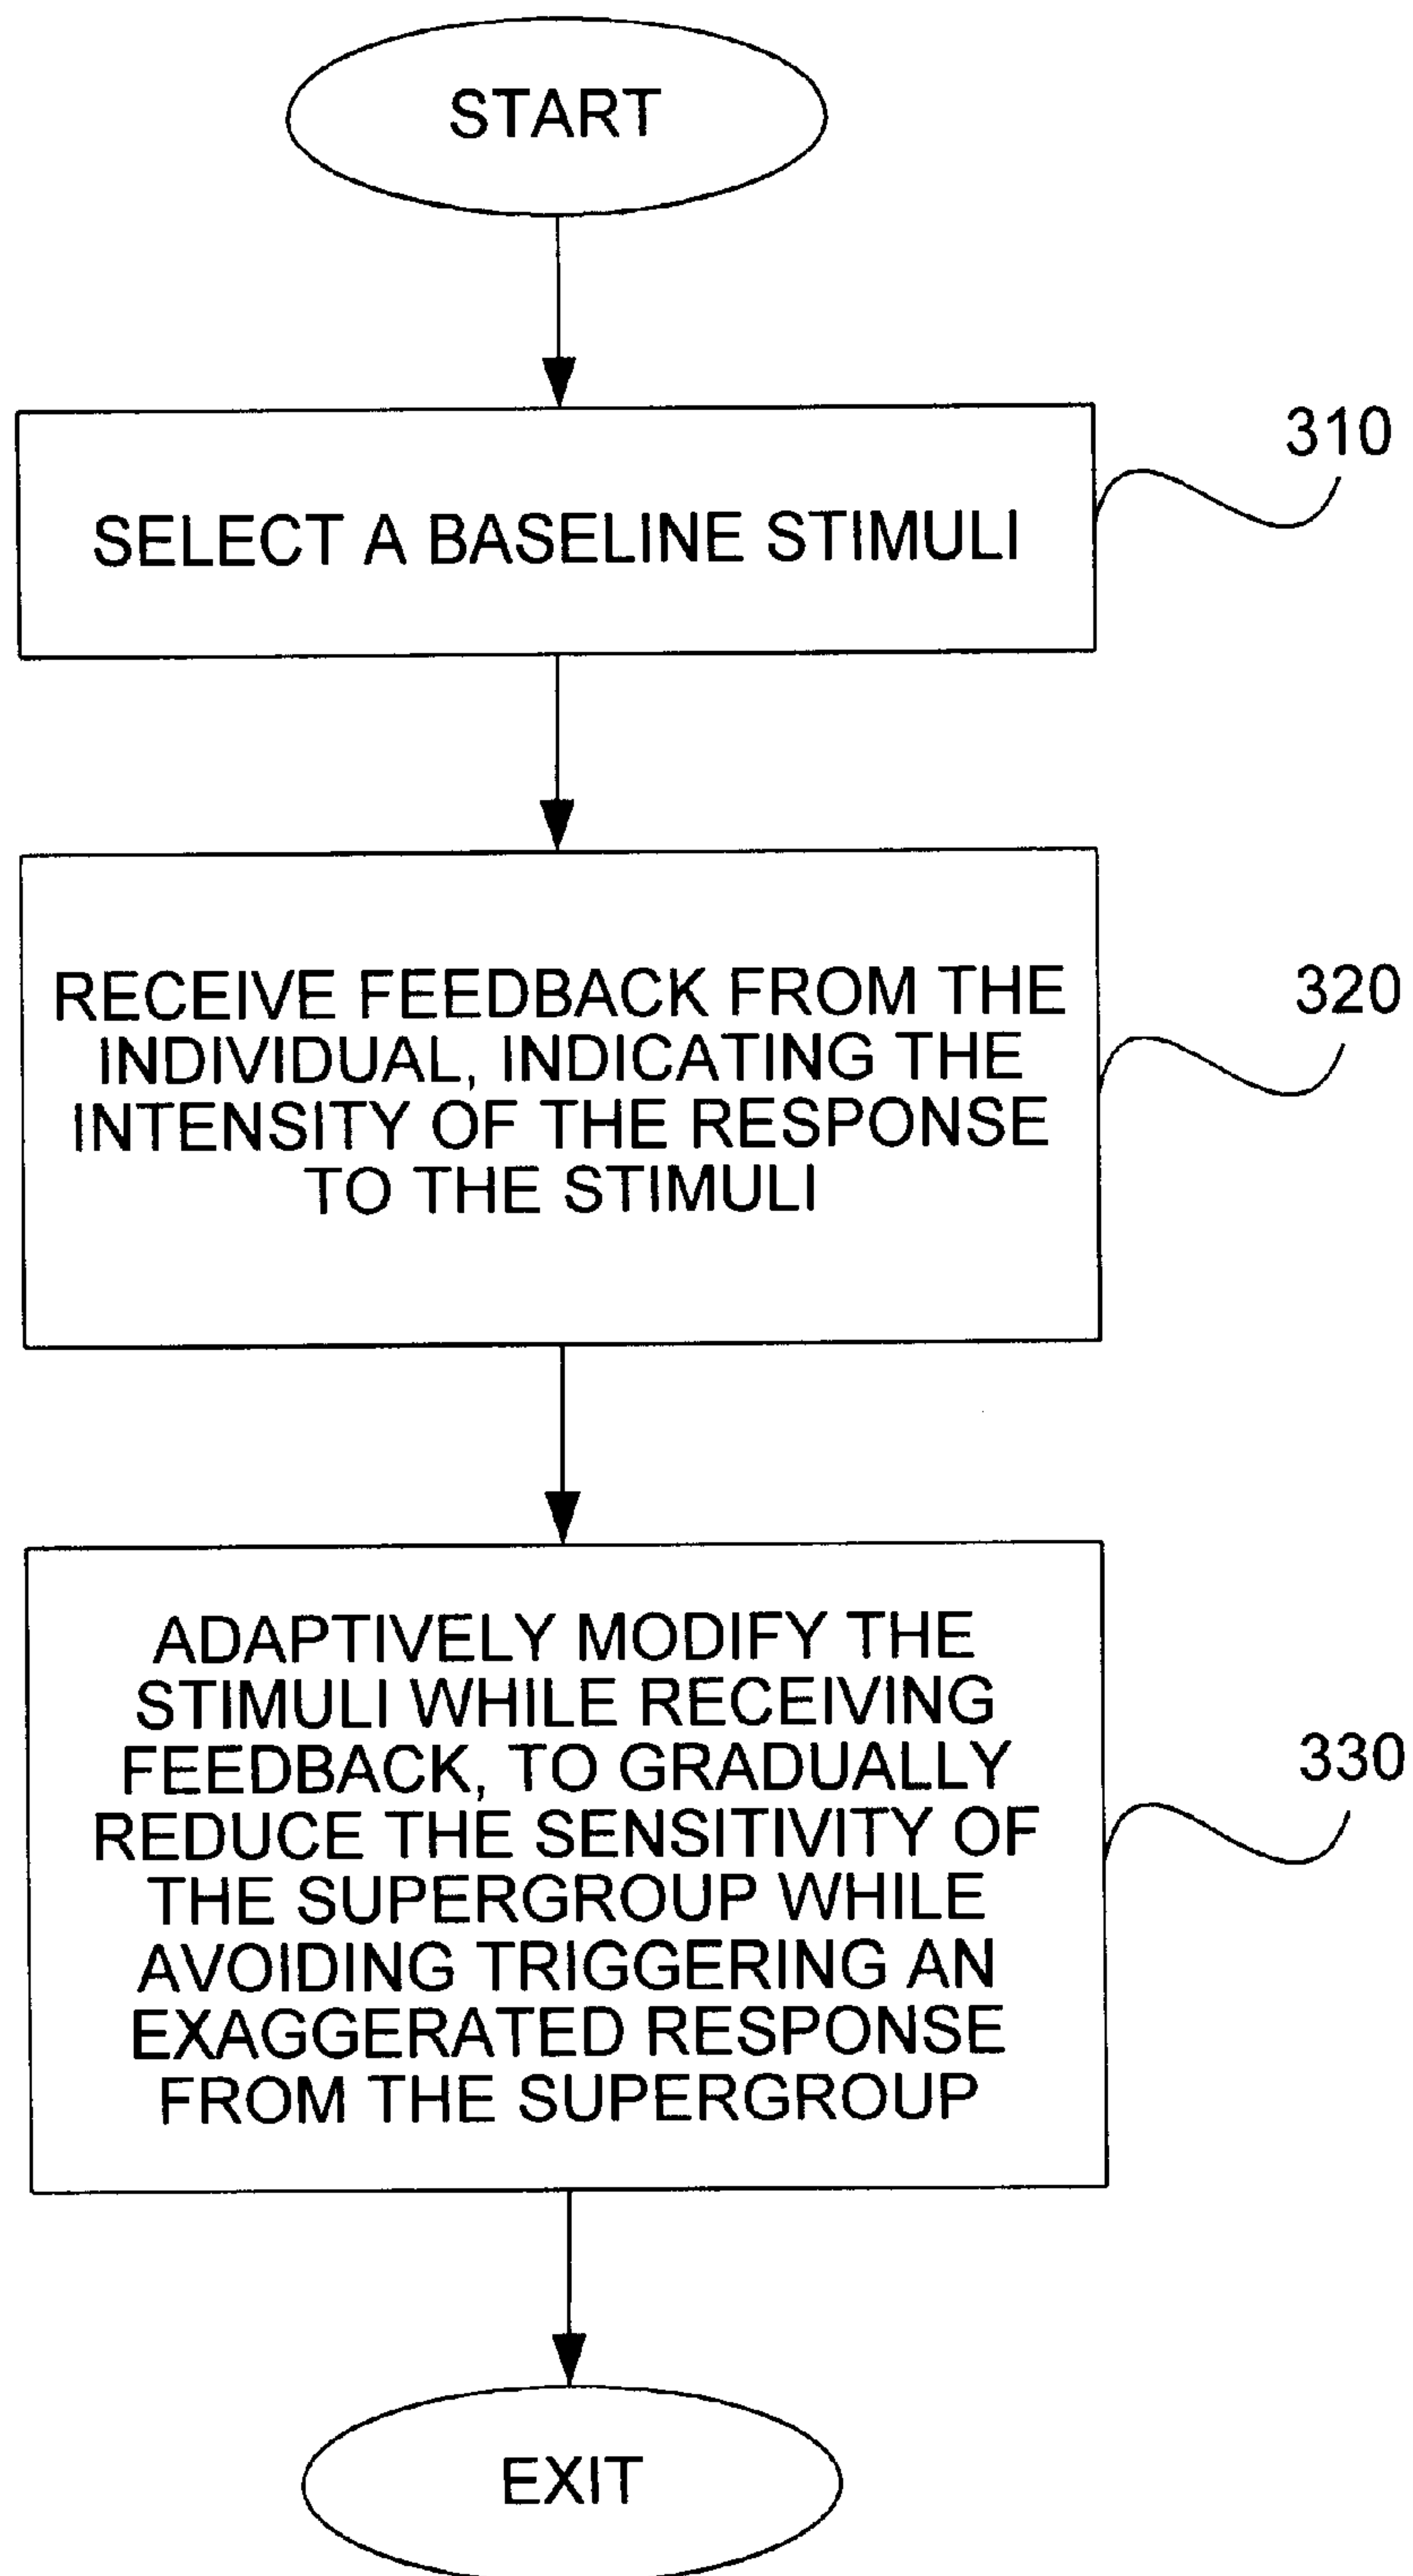 START
310
SELECT A BASELINE STIMULI
320
RECEIVE FEEDBACK FROM THE
INDIVIDUAL, INDICATING THE
INTENSITY OF THE RESPONSE
TO THE STIMULI
330
ADAPTIVELY MODIFY THE
STIMULI WHILE RECEIVING
FEEDBACK, TO GRADUALLY
REDUCE THE SENSITIVITY OF
THE SUPERGROUP WHILE
AVOIDING TRIGGERING AN
EXAGGERATED RESPONSE
FROM THE SUPERGROUP
EXIT